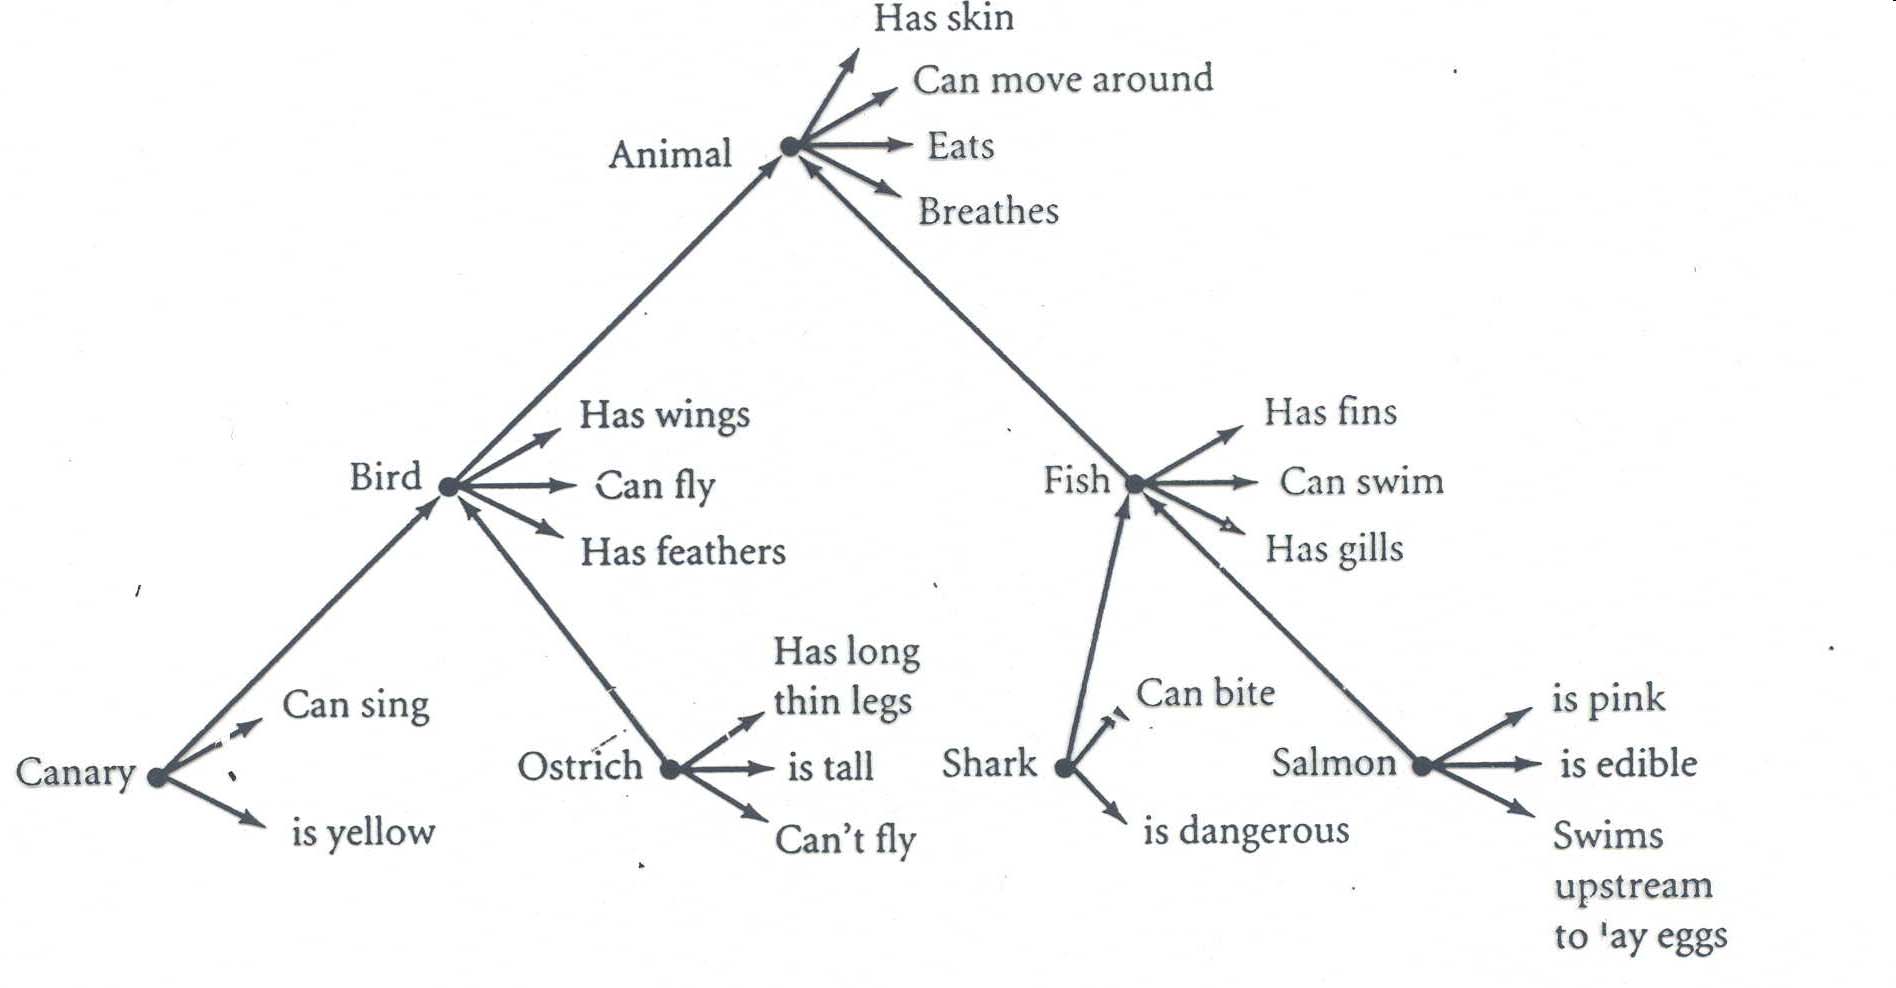 Has skin
Can move around
Animal
Eats
Breathes
Has wings
Bird
Can fly
Has feathers
Has fins
Fish
Can swim
Has gills
Can sing
Canary
is yellow
Has long
thin legs
Ostrich
is tall
Can't fly
Can bite
Shark
is dangerous
is pink
Salmon
is edible
Swims
upstream
to lay eggs